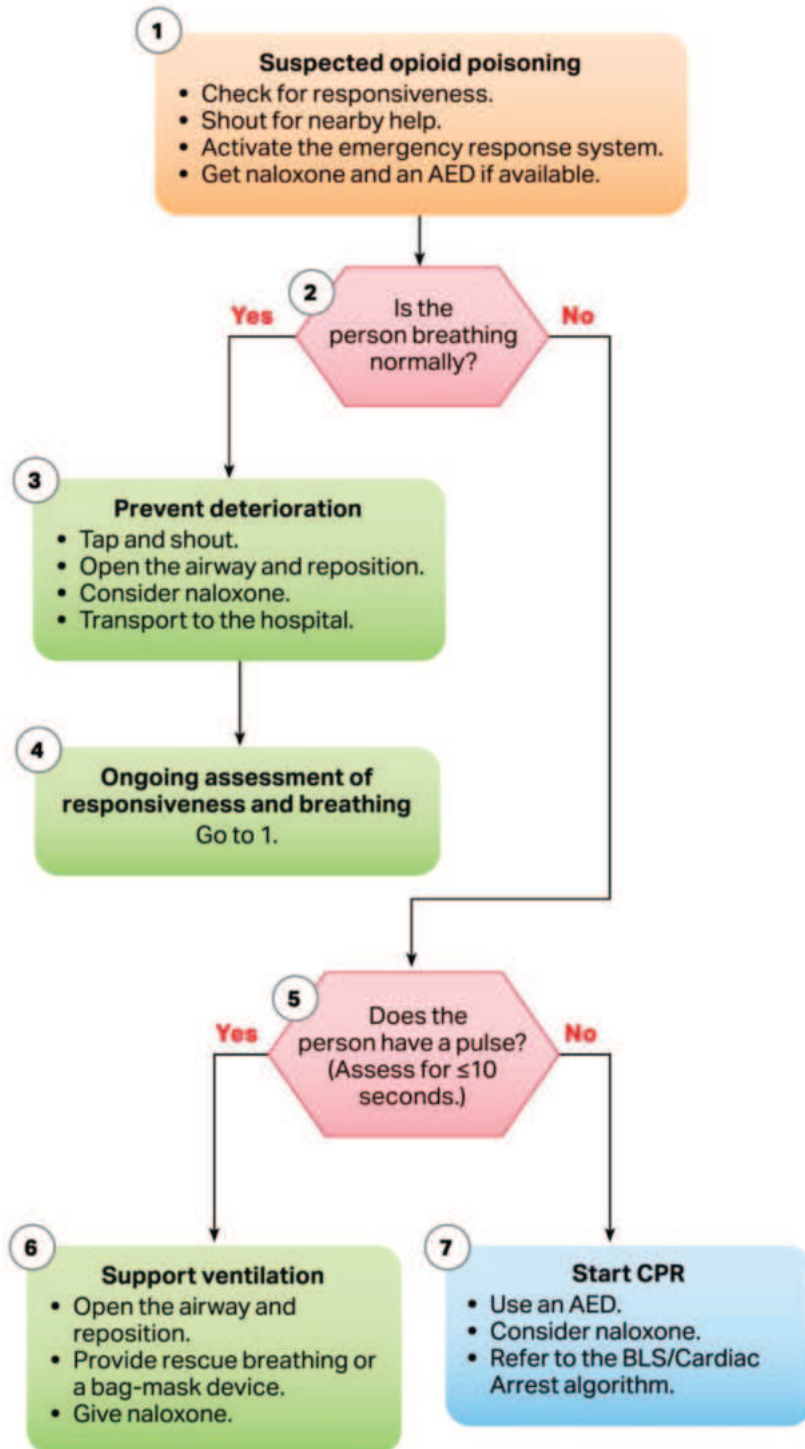 1
Suspected opioid poisoning
• Check for responsiveness.
• Shout for nearby help.
• Activate the emergency response system.
• Get naloxone and an AED if available.
2
Yes
Is the
person breathing
normally?
No
3
Prevent deterioration
• Tap and shout.
• Open the airway and reposition.
• Consider naloxone.
• Transport to the hospital.
4
Ongoing assessment of
responsiveness and breathing
Go to 1.
5
Yes
Does the
person have a pulse?
(Assess for ≤10
seconds.)
No
6
Support ventilation
• Open the airway and
reposition.
• Provide rescue breathing or
a bag-mask device.
• Give naloxone.
7
Start CPR
• Use an AED.
• Consider naloxone.
• Refer to the BLS/Cardiac
Arrest algorithm.